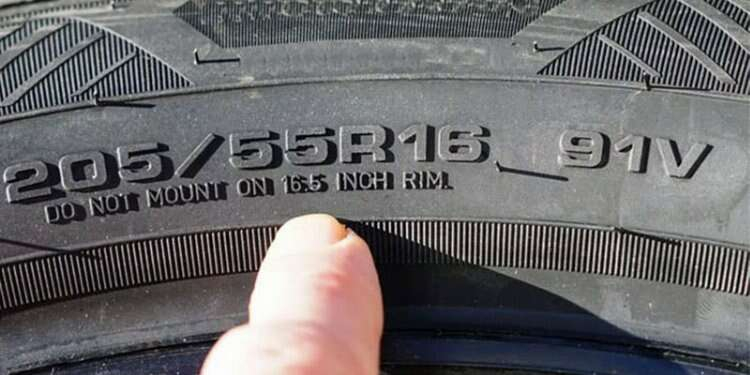 205/55R16 91V
DO NOT MOUNT ON 16.5 INCH RIM.